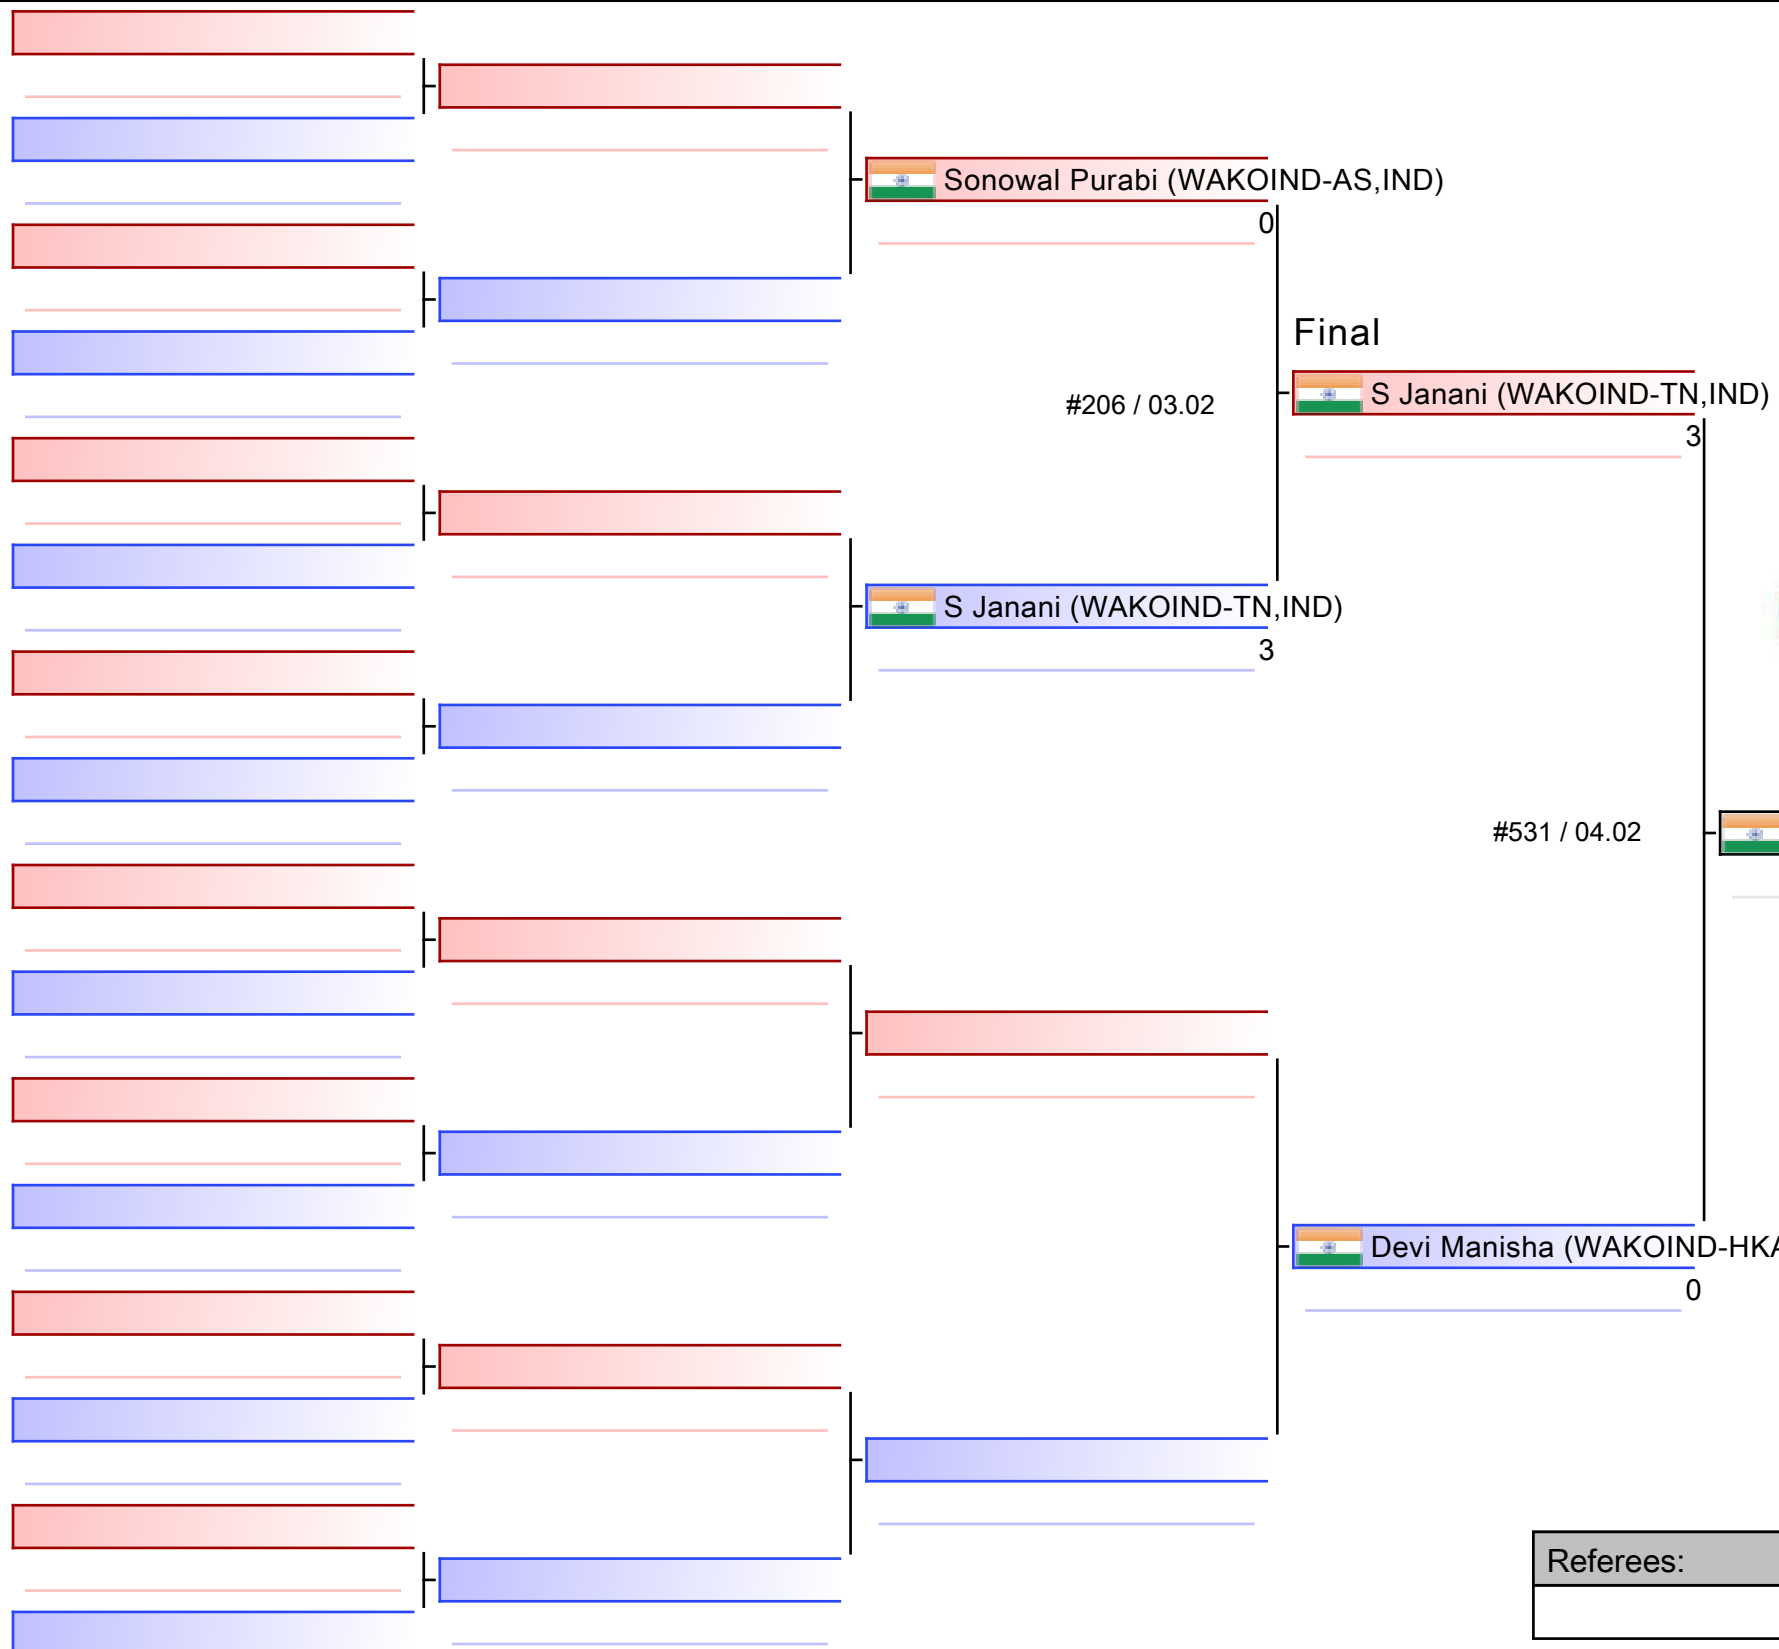 Sonowal Purabi (WAKOIND-AS,IND)
0
Final
#206 / 03.02
S Janani (WAKOIND-TN,IND)
3
S Janani (WAKOIND-TN,IND)
3
#531 / 04.02
Devi Manisha (WAKOIND-HKA
0
Referees: